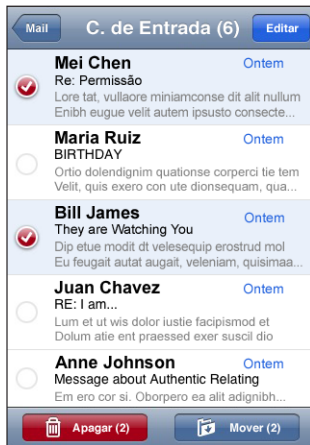 Mail
C. de Entrada (6)
Editar
Mei Chen
Ontem
Re: Permissão
Lore tat, vullaore miniamconse dit alit nullum
Enibh eugue velit autem ipsusto consecte...
Maria Ruiz
Ontem
BIRTHDAY
Ortio dolendignim quationse corperci tie tem
Velit, quis exero con ute dionsequam, qua...
Bill James
Ontem
They are Watching You
Dip etue modit dt velesequip erostrud mol
Eu feugait autat augait, veleniam, quisimaa...
Juan Chavez
Ontem
RE: I am...
Lum et ut wis dolor iustie facipismod et
Dolum atie ent praessed exer suscil dio
Anne Johnson
Ontem
Message about Authentic Relating
Em ero cor si. Oborpero ea alit adignibh...
Apagar (2)
Mover (2)